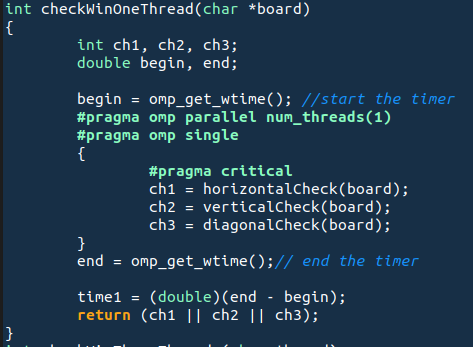 int checkWinOneThread(char *board)
{
        int ch1, ch2, ch3;
        double begin, end;

        begin = omp_get_wtime(); //start the timer
        #pragma omp parallel num_threads(1)
        #pragma omp single
        {
                #pragma critical
                ch1 = horizontalCheck(board);
                ch2 = verticalCheck(board);
                ch3 = diagonalCheck(board);
        }
        end = omp_get_wtime();// end the timer

        time1 = (double)(end - begin);
        return (ch1 || ch2 || ch3);
}